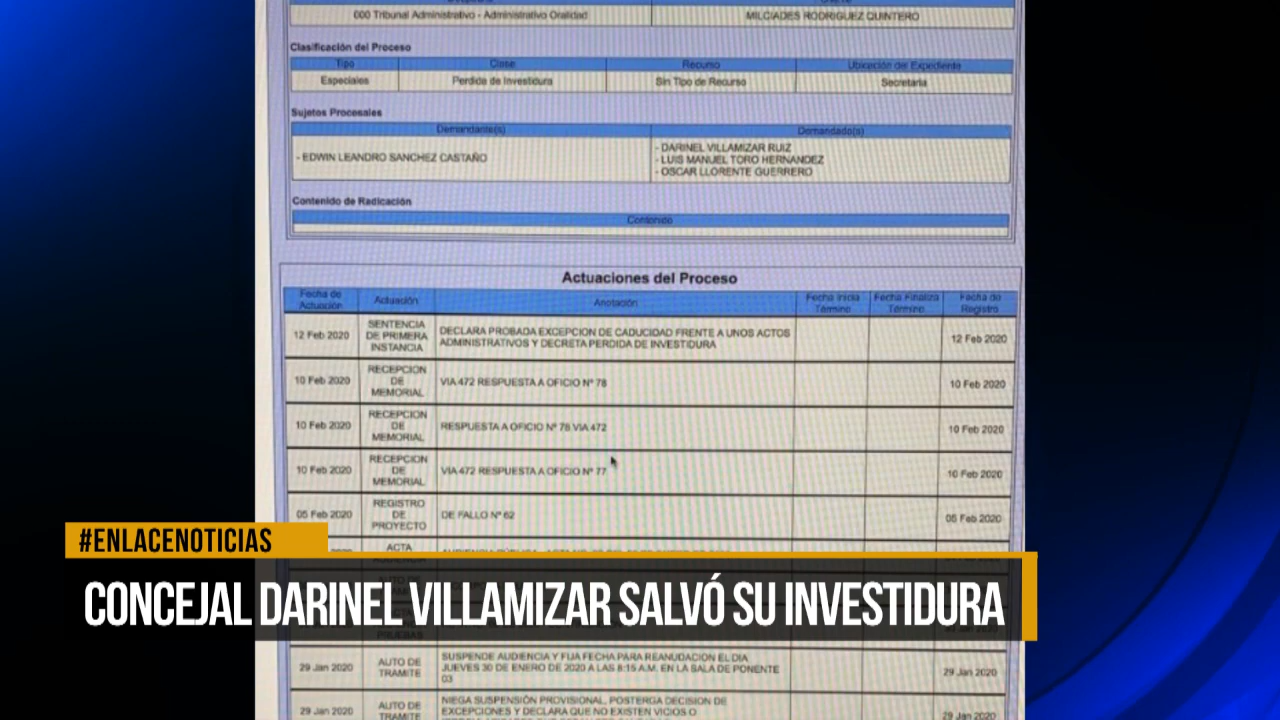 000 Tribunal Administrativo - Administrativo Oralidad MILCIADES RODRIGUEZ QUINTERO
Clasificación del Proceso
Tipo Clase Recurso Ubicación del Expediente
Especiales Perdida de Investidura Sin Tipo de Recurso Secretaria
Sujetos Procesales
Demandante(s) Demandado(s)
- EDWIN LEANDRO SANCHEZ CASTAÑO
- DARINEL VILLAMIZAR RUIZ
- LUIS MANUEL TORO HERNANDEZ
- OSCAR LLORENTE GUERRERO
Contenido de Radicación
Contenido
Actuaciones del Proceso
Fecha de Actuación Actuación Anotación Fecha Inicia Término Fecha Finaliza Término Fecha de Registro
12 Feb 2020 SENTENCIA DE PRIMERA INSTANCIA DECLARA PROBADA EXCEPCION DE CADUCIDAD FRENTE A UNOS ACTOS ADMINISTRATIVOS Y DECRETA PERDIDA DE INVESTIDURA 12 Feb 2020
10 Feb 2020 RECEPCION DE MEMORIAL VIA 472 RESPUESTA A OFICIO Nº 78 10 Feb 2020
10 Feb 2020 RECEPCION DE MEMORIAL RESPUESTA A OFICIO Nº 78 VIA 472 10 Feb 2020
10 Feb 2020 RECEPCION DE MEMORIAL VIA 472 RESPUESTA A OFICIO Nº 77 10 Feb 2020
05 Feb 2020 REGISTRO DE PROYECTO DE FALLO Nº 62 05 Feb 2020
ACTA
#ENLACENOTICIAS
CONCEJAL DARINEL VILLAMIZAR SALVÓ SU INVESTIDURA
29 Jan 2020 AUTO DE TRAMITE SUSPENDE AUDIENCIA Y FIJA FECHA PARA REANUDACION EL DIA JUEVES 30 DE ENERO DE 2020 A LAS 8:15 A.M. EN LA SALA DE PONENTE 03 29 Jan 2020
29 Jan 2020 AUTO DE TRAMITE NIEGA SUSPENSIÓN PROVISIONAL, POSTERGA DECISION DE EXCEPCIONES Y DECLARA QUE NO EXISTEN VICIOS O 29 Jan 2020